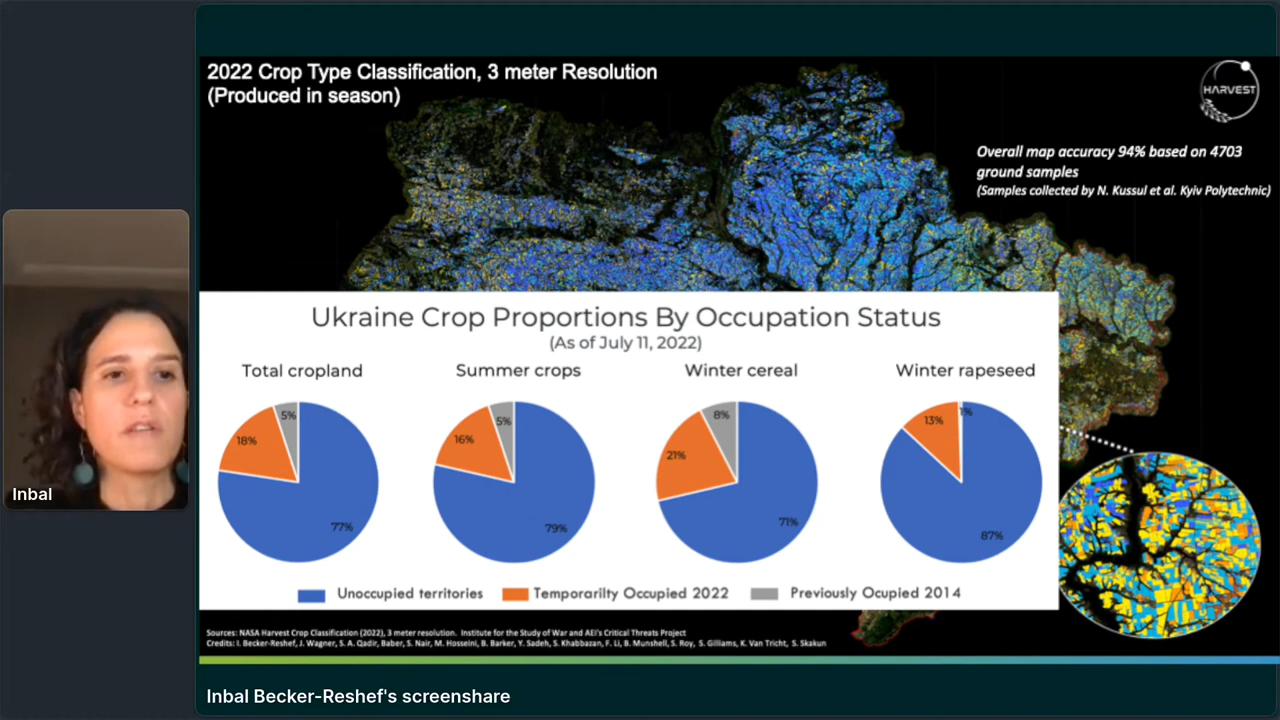 2022 Crop Type Classification, 3 meter Resolution
(Produced in season)
HARVEST
Overall map accuracy 94% based on 4703
ground samples
(Samples collected by N. Kussul et al. Kyiv Polytechnic)
Ukraine Crop Proportions By Occupation Status
(As of July 11, 2022)
Total cropland Summer crops Winter cereal Winter rapeseed
5% 18% 77%
5% 16% 79%
8% 21% 71%
1% 13% 87%
Unoccupied territories Temporarilty Occupied 2022 Previously Ocupied 2014
Inbal
Sources: NASA Harvest Crop Classification (2022), 3 meter resolution. Institute for the Study of War and AEI's Critical Threats Project
Credits: I. Becker-Reshef, J. Wagner, S. A. Qadir, Baber, S. Nair, M. Hosseini, B. Barker, Y. Sadeh, S. Khabbazan, F. Li, B. Munshell, S. Roy, S. Gilliams, K. Van Tricht, S. Skakun
Inbal Becker-Reshef's screenshare